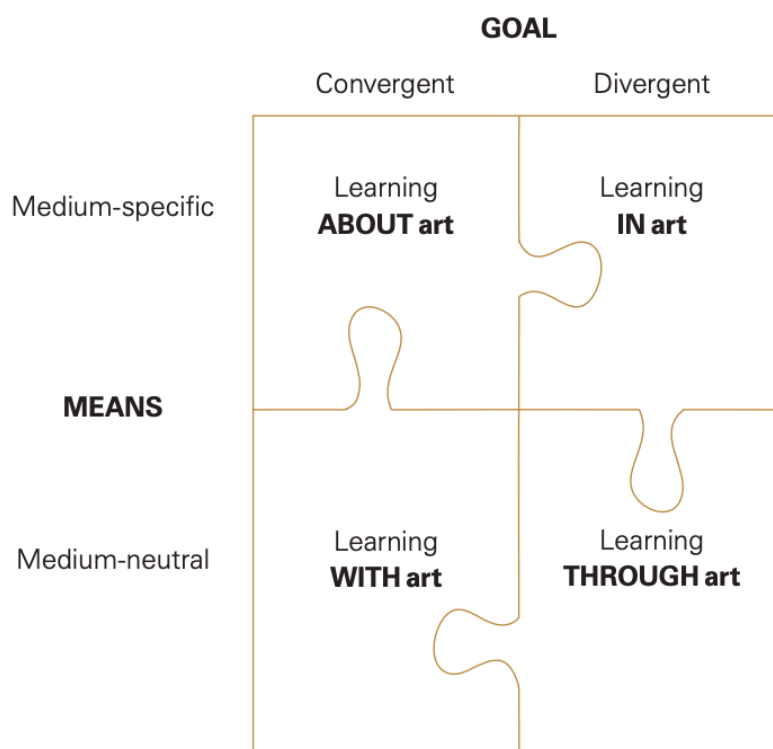 GOAL
Convergent Divergent
Learning Learning
Medium-specific
ABOUT art IN art
MEANS
Learning Learning
Medium-neutral
WITH art THROUGH art